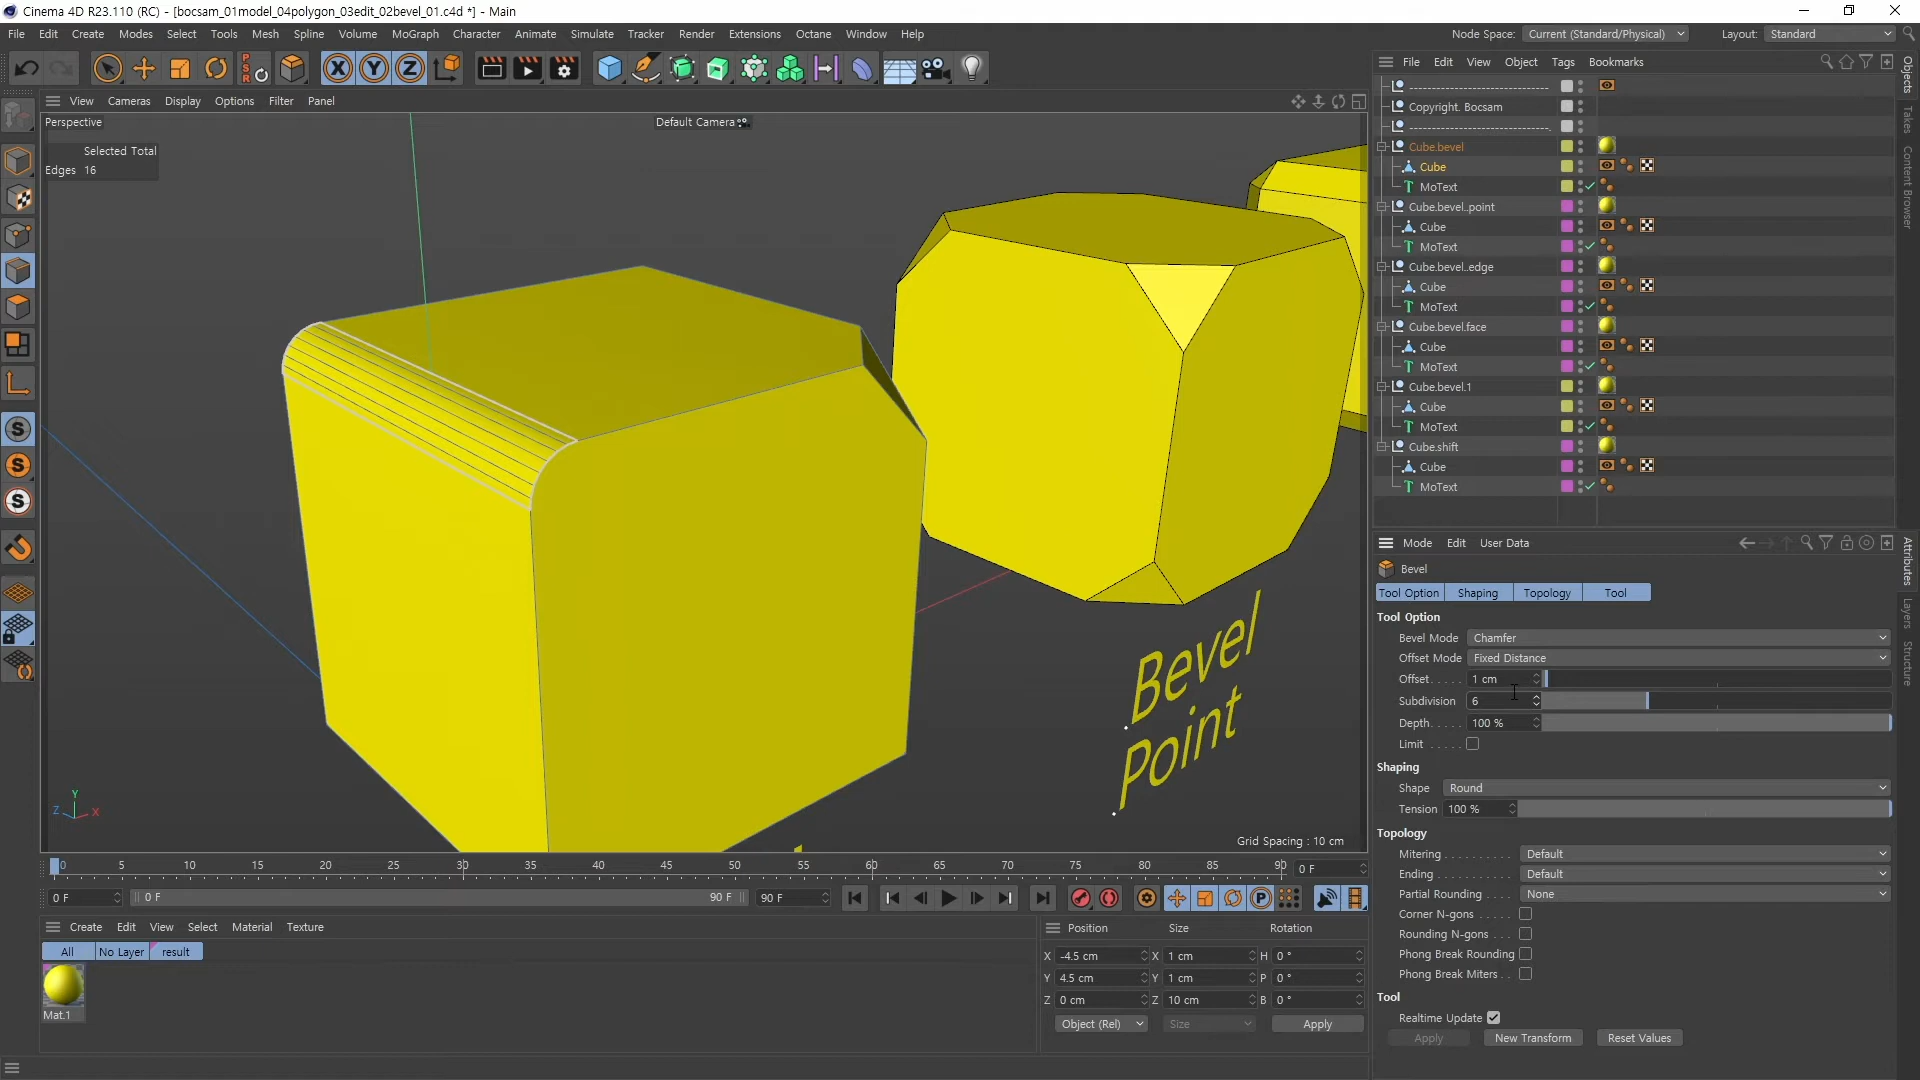 Cinema 4D R23.110 (RC) - [bocsam_01model_04polygon_03edit_02bevel_01.c4d *] - Main
File Edit Create Modes Select Tools Mesh Spline Volume MoGraph Character Animate Simulate Tracker Render Extensions Octane Window Help
Node Space: Current (Standard/Physical) Layout: Standard
View Cameras Display Options Filter Panel
Perspective
Default Camera
Selected Total
Edges 16
Bevel
Point
Y
Z X
Grid Spacing : 10 cm
0 5 10 15 20 25 30 35 40 45 50 55 60 65 70 75 80 85 90 0 F
0 F 0 F 90 F 90 F
Create Edit View Select Material Texture
All No Layer result
Mat.1
Position Size Rotation
X -4.5 cm X 1 cm H 0 °
Y 4.5 cm Y 1 cm P 0 °
Z 0 cm Z 10 cm B 0 °
Object (Rel) Size Apply
File Edit View Object Tags Bookmarks
--------------------------------
Copyright. Bocsam
--------------------------------.
Cube.bevel
Cube
MoText
Cube.bevel..point
Cube
MoText
Cube.bevel..edge
Cube
MoText
Cube.bevel.face
Cube
MoText
Cube.bevel.1
Cube
MoText
Cube.shift
Cube
MoText
Objects
Takes
Content Browser
Mode Edit User Data
Bevel
Tool Option Shaping Topology Tool
Tool Option
Bevel Mode Chamfer
Offset Mode Fixed Distance
Offset. . . . . 1 cm
Subdivision 6
Depth. . . . . 100 %
Limit . . . . .
Shaping
Shape Round
Tension 100 %
Topology
Mitering . . . . . . . . . . Default
Ending . . . . . . . . . . . Default
Partial Rounding . . . None
Corner N-gons . . . . .
Rounding N-gons . . .
Phong Break Rounding
Phong Break Miters . .
Tool
Realtime Update
Apply New Transform Reset Values
Attributes
Layers
Structure